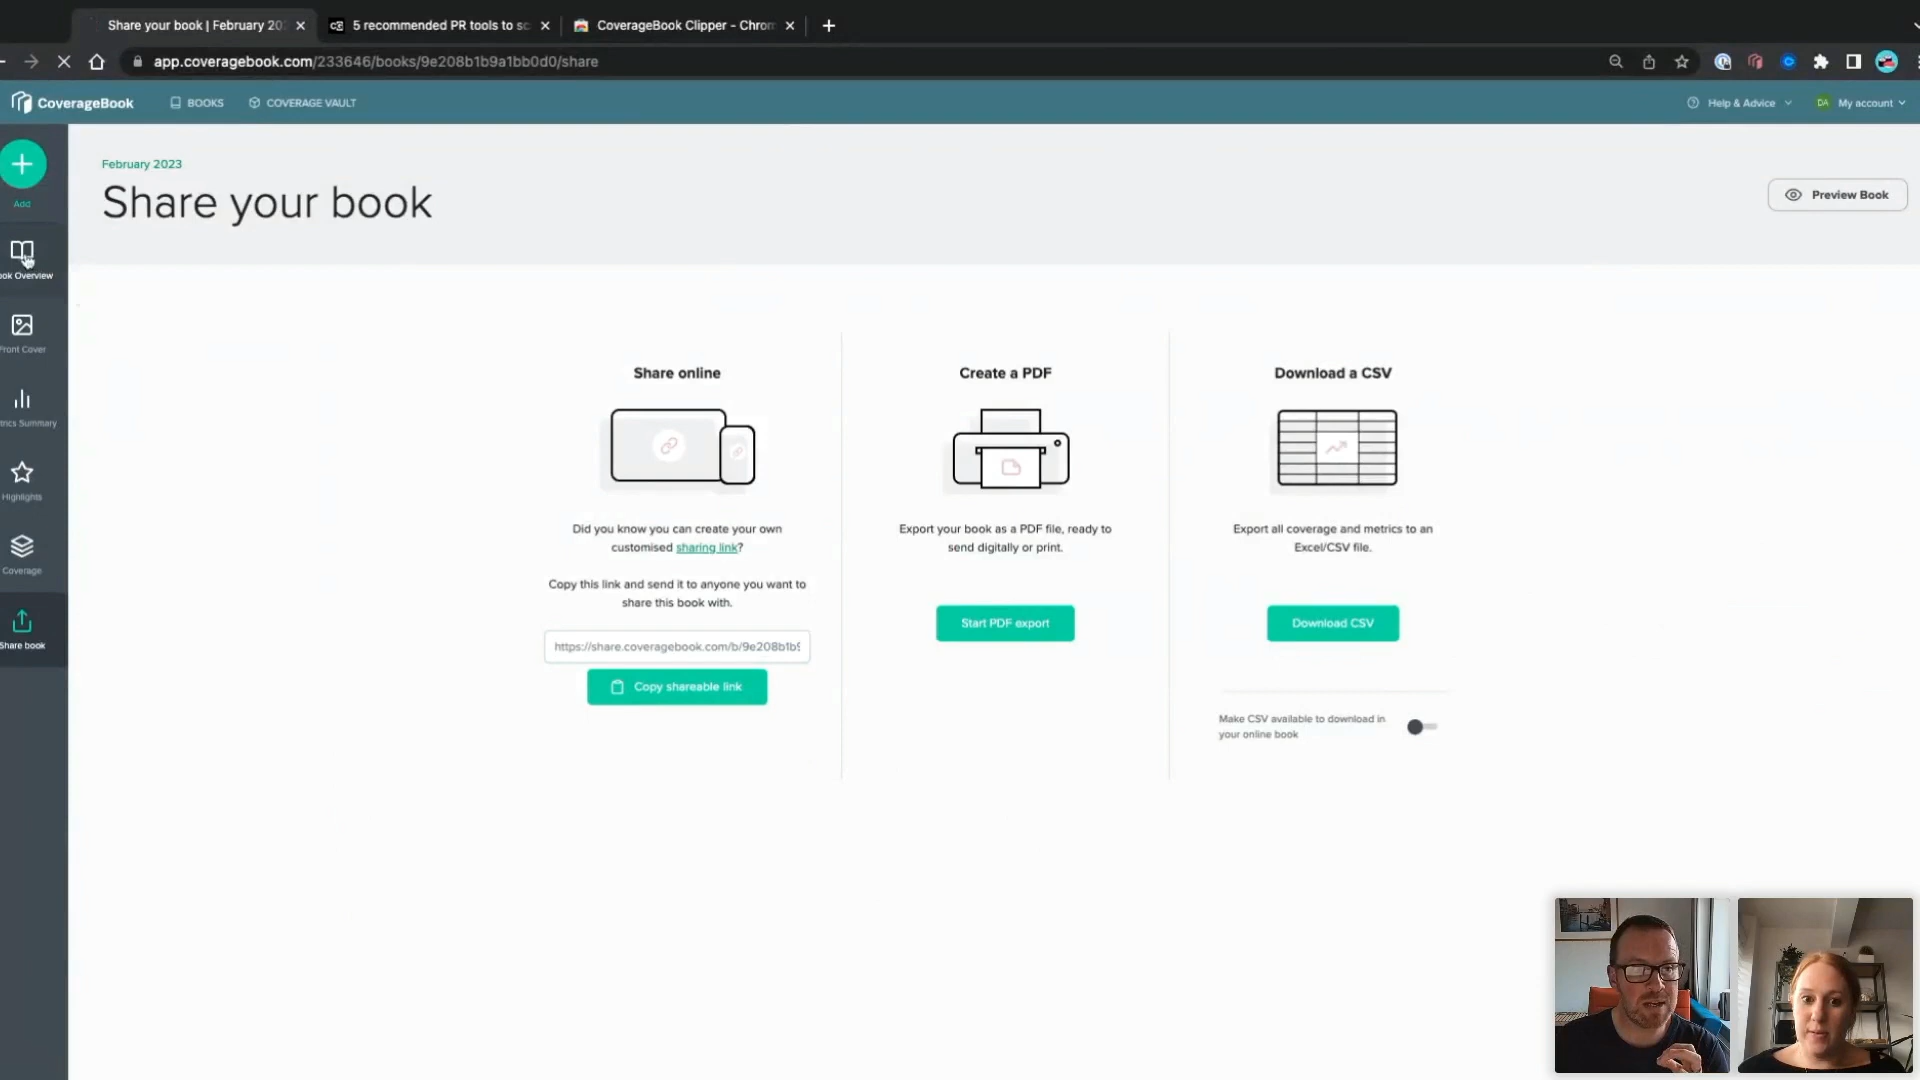 Share your book | February 20
5 recommended PR tools to sc
CoverageBook Clipper - Chrom
app.coveragebook.com/233646/books/9e208b1b9a1bb0d0/share
CoverageBook
BOOKS
COVERAGE VAULT
Help & Advice
DA
My account
Add
February 2023
Share your book
Preview Book
ook Overview
Front Cover
trics Summary
Highlights
Coverage
Share book
Share online
Did you know you can create your own
customised sharing link?
Copy this link and send it to anyone you want to
share this book with.
https://share.coveragebook.com/b/9e208b1b9
Copy shareable link
Create a PDF
Export your book as a PDF file, ready to
send digitally or print.
Start PDF export
Download a CSV
Export all coverage and metrics to an
Excel/CSV file.
Download CSV
Make CSV available to download in
your online book